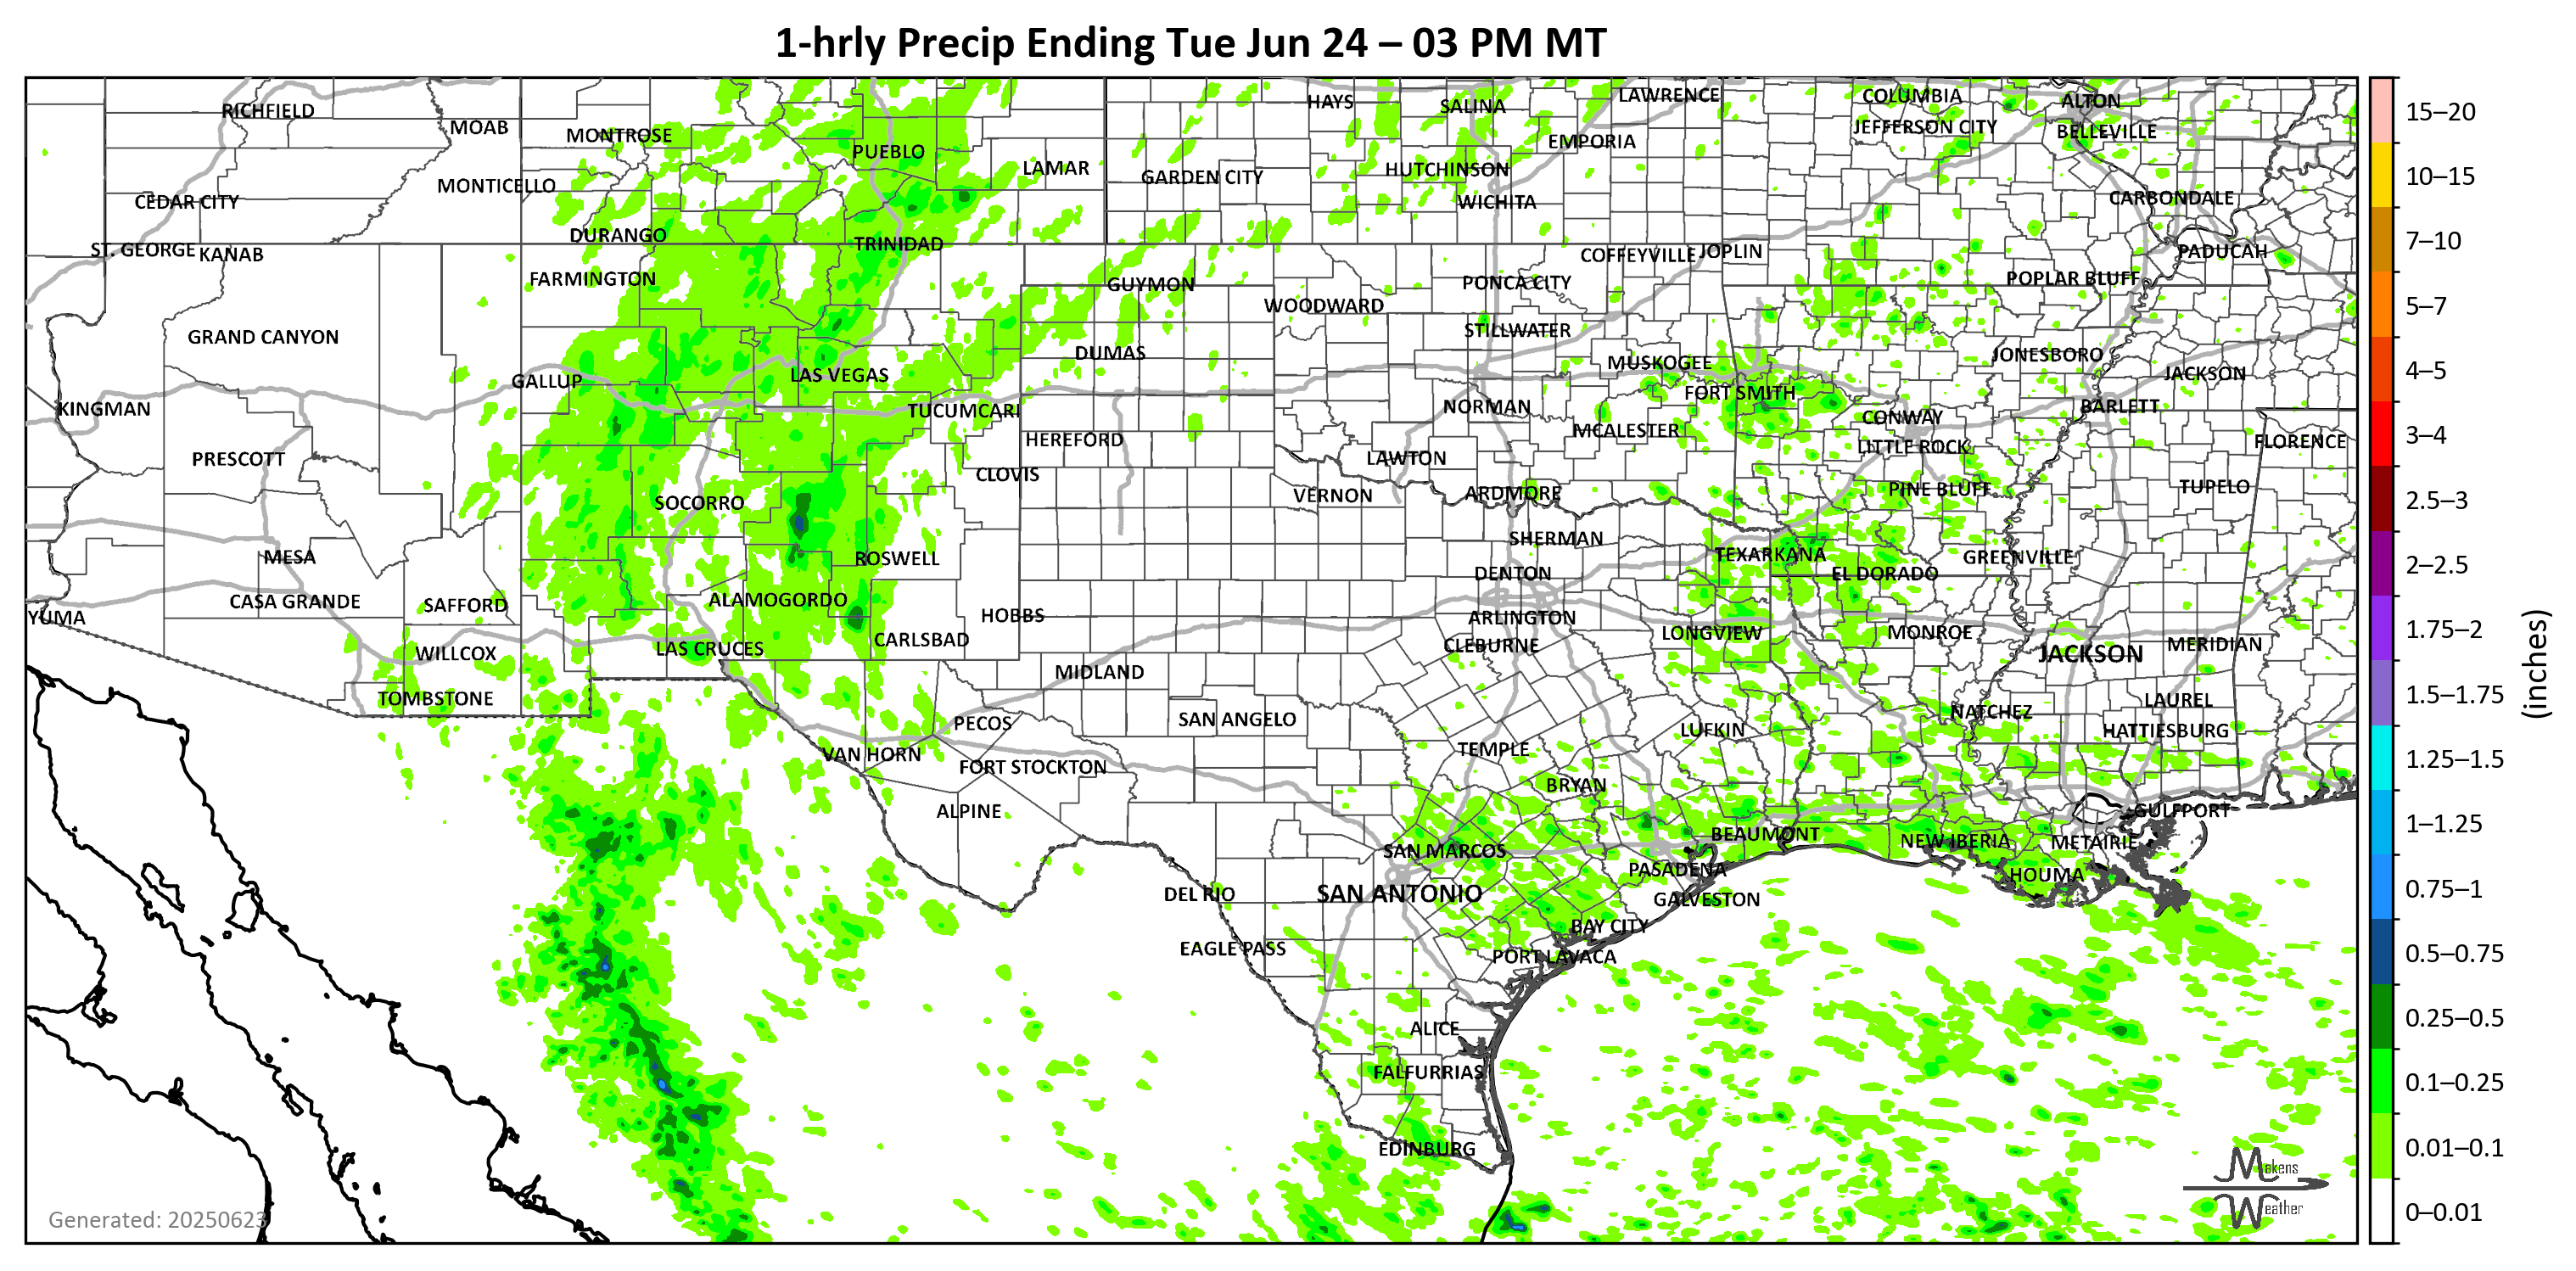 1-hrly Precip Ending Tue Jun 24 – 03 PM MT
RICHFIELD
MOAB
MONTROSE
PUEBLO
LAMAR
HAYS
SALINA
LAWRENCE
COLUMBIA
ALTON
JEFFERSON CITY
BELLEVILLE
EMPORIA
HUTCHINSON
GARDEN CITY
WICHITA
MONTICELLO
CEDAR CITY
CARBONDALE
DURANGO
TRINIDAD
ST. GEORGE
KANAB
COFFEYVILLE
JOPLIN
PADUCAH
FARMINGTON
GUYMON
WOODWARD
PONCA CITY
POPLAR BLUFF
GRAND CANYON
STILLWATER
DUMAS
JONESBORO
MUSKOGEE
JACKSON
GALLUP
LAS VEGAS
FORT SMITH
KINGMAN
TUCUMCARI
NORMAN
CONWAY
BARLETT
HEREFORD
MCALESTER
LITTLE ROCK
FLORENCE
PRESCOTT
CLOVIS
LAWTON
SOCORRO
VERNON
ARDMORE
PINE BLUFF
TUPELO
MESA
ROSWELL
SHERMAN
TEXARKANA
GREENVILLE
DENTON
EL DORADO
CASA GRANDE
SAFFORD
ALAMOGORDO
HOBBS
YUMA
ARLINGTON
CARLSBAD
CLEBURNE
LONGVIEW
MONROE
JACKSON
MERIDIAN
WILLCOX
LAS CRUCES
MIDLAND
TOMBSTONE
PECOS
SAN ANGELO
LUFKIN
NATCHEZ
LAUREL
HATTIESBURG
VAN HORN
FORT STOCKTON
TEMPLE
BRYAN
ALPINE
GULFPORT
SAN MARCOS
BEAUMONT
NEW IBERIA
METAIRIE
PASADENA
HOUMA
DEL RIO
SAN ANTONIO
GALVESTON
BAY CITY
EAGLE PASS
PORT LAVACA
ALICE
FALFURRIAS
EDINBURG
Generated: 20250623
Makens
Weather
15–20
10–15
7–10
5–7
4–5
3–4
2.5–3
2–2.5
1.75–2
1.5–1.75
1.25–1.5
1–1.25
0.75–1
0.5–0.75
0.25–0.5
0.1–0.25
0.01–0.1
0–0.01
(inches)